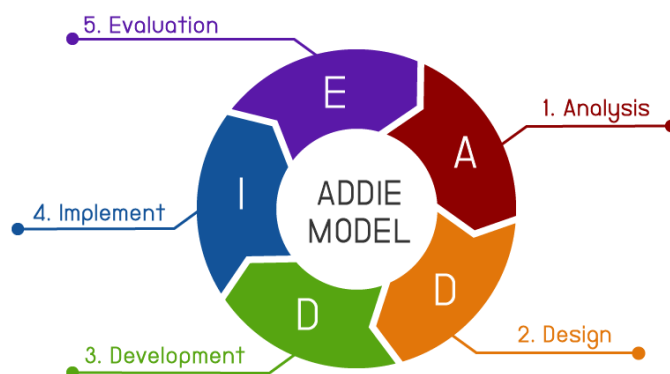 5. Evaluation
E
1. Analysis
A
ADDIE
MODEL
4. Implement
I
D
D
2. Design
3. Development